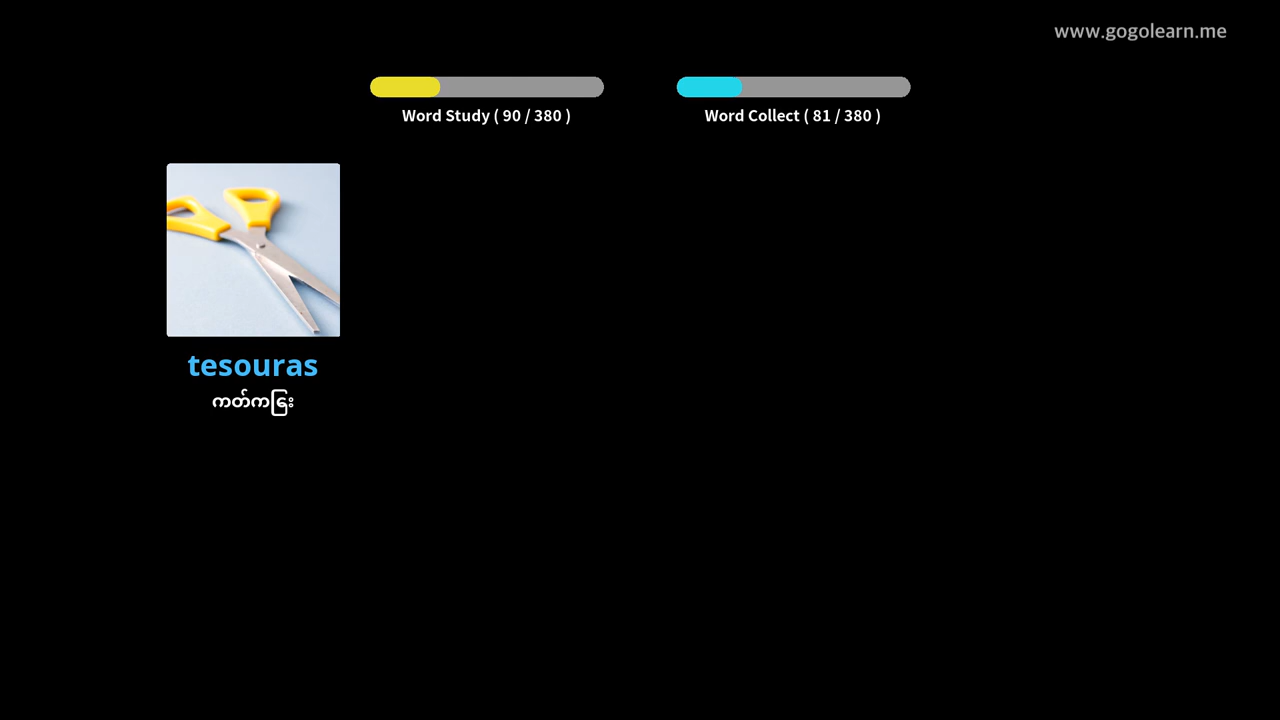 www.gogolearn.me
Word Study ( 90 / 380 )
Word Collect ( 81 / 380 )
tesouras
ကတ်ကြေး